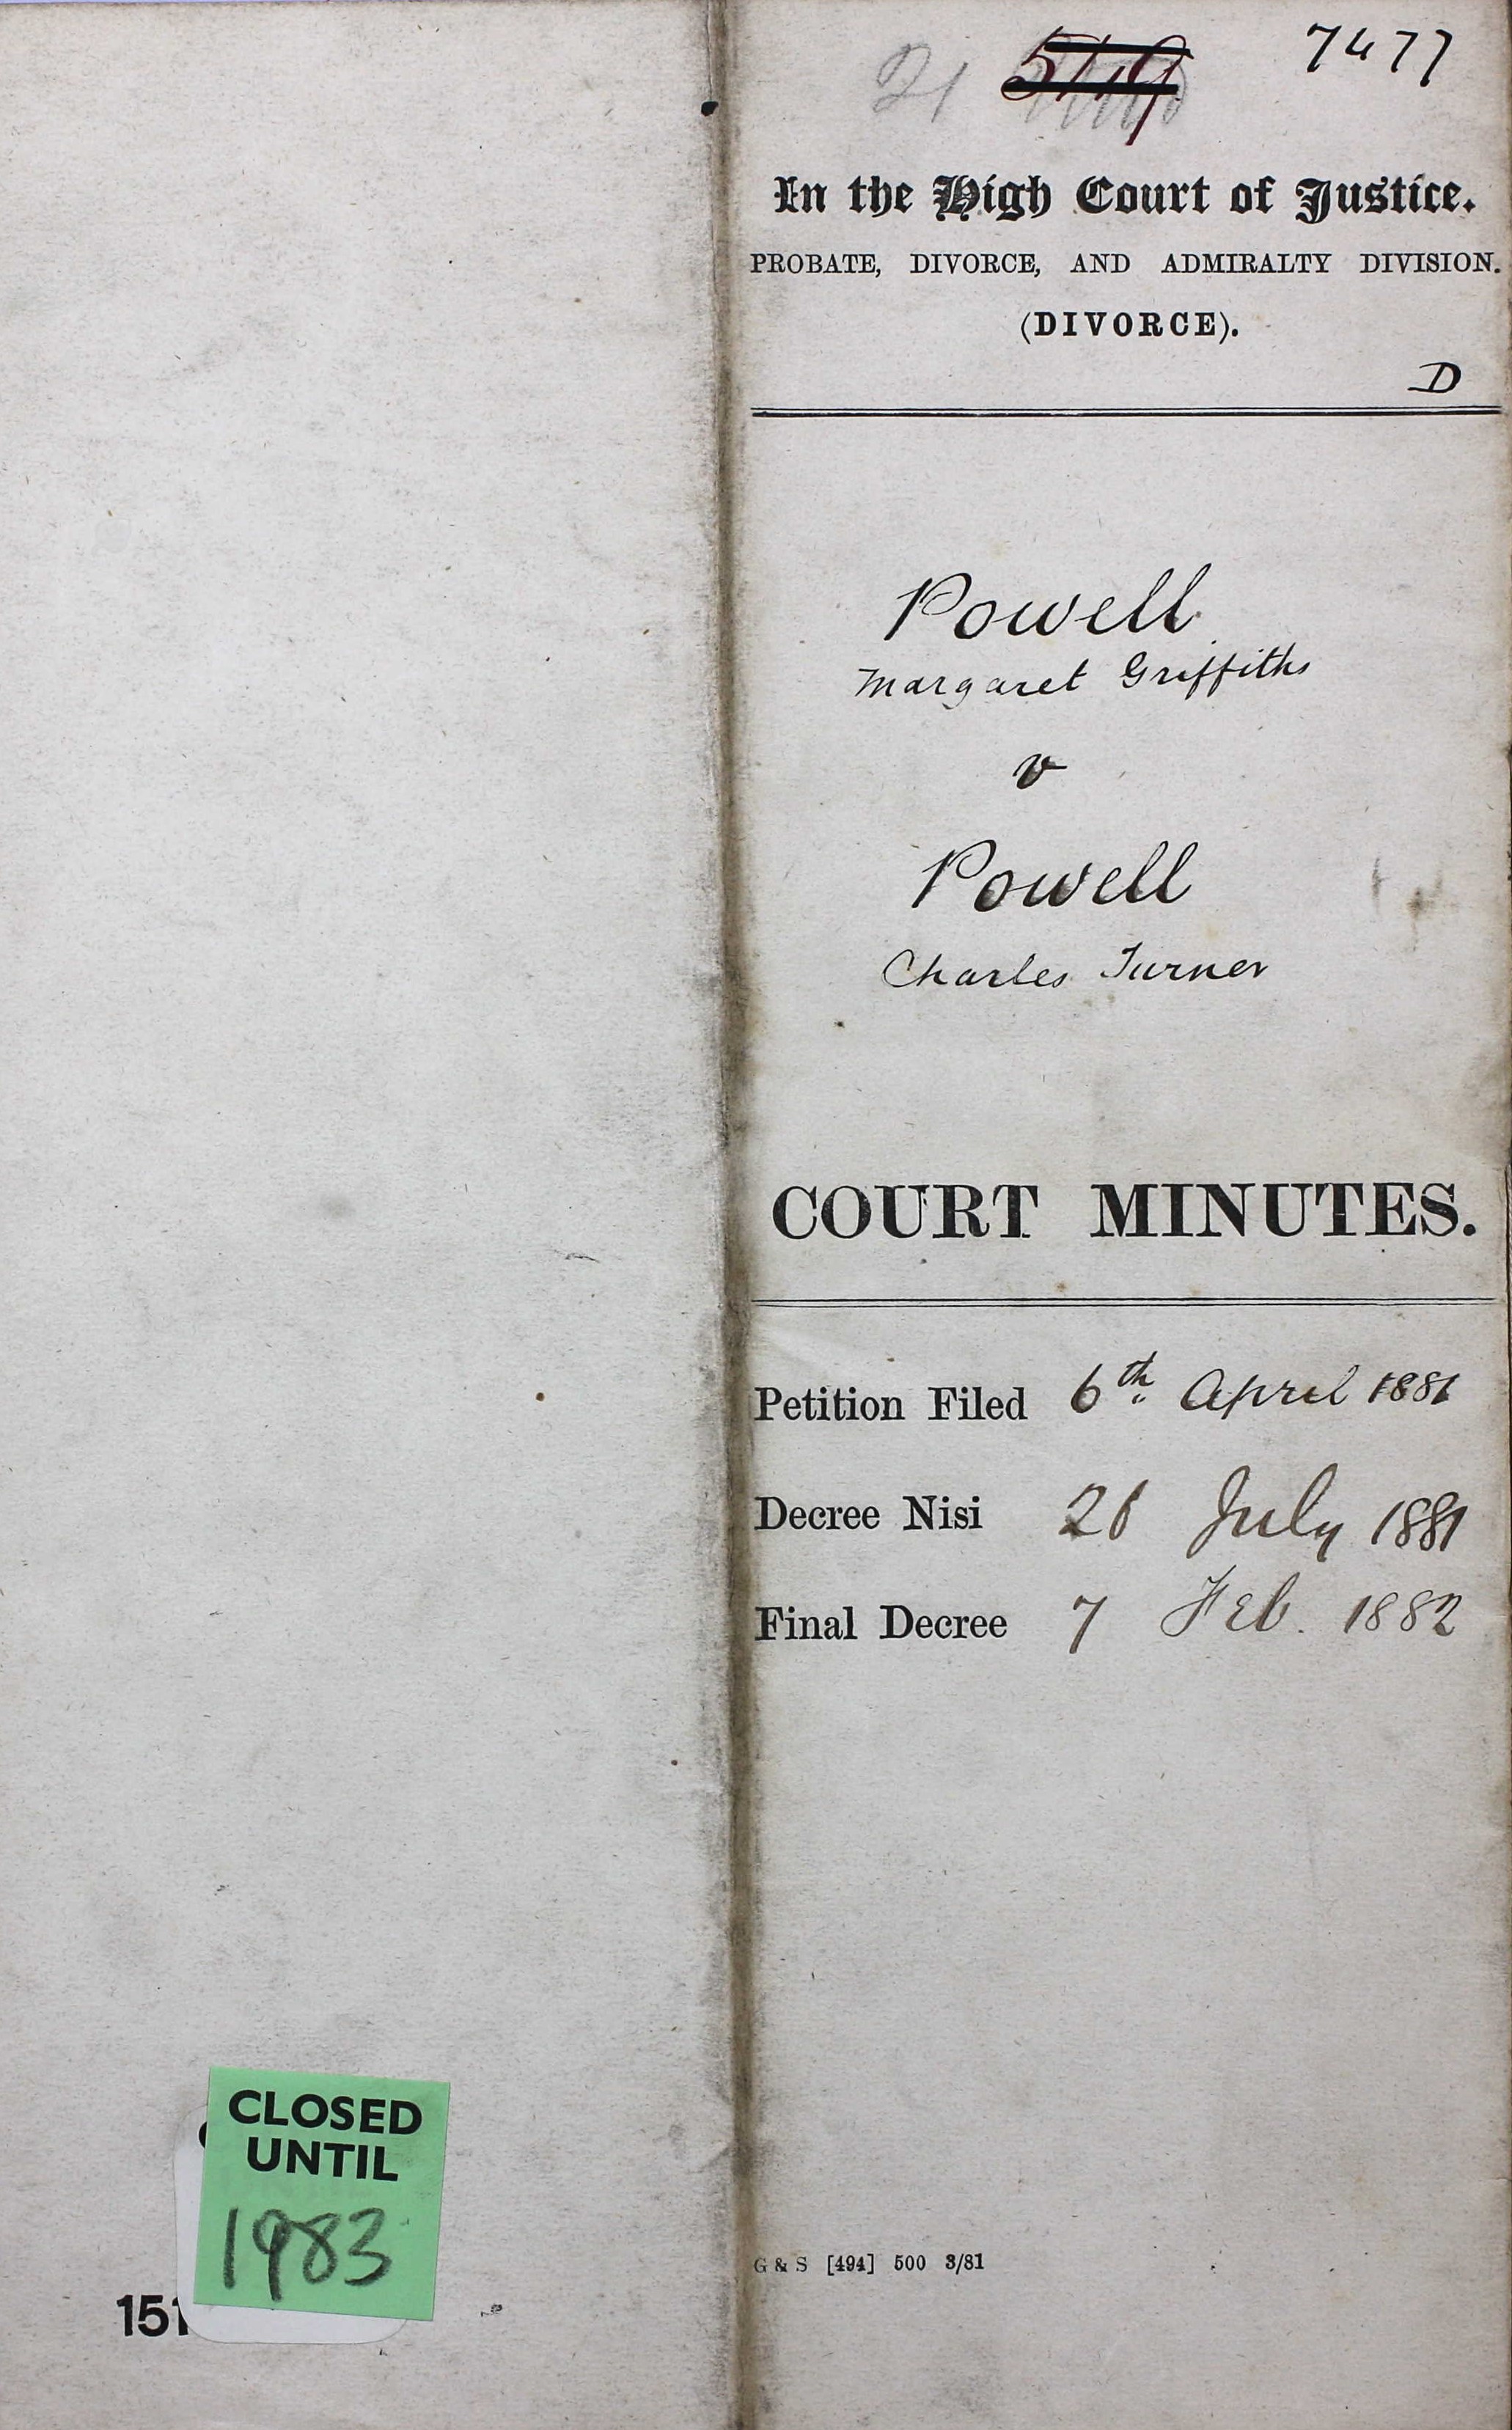 21 7477
In the High Court of Justice.
PROBATE, DIVORCE, AND ADMIRALTY DIVISION.
(DIVORCE).
D
Powell
Margaret Griffiths
v
Powell
Charles Turner
COURT MINUTES.
Petition Filed 6th April 1881
Decree Nisi 26 July 1881
Final Decree 7 Feb. 1882
G & S [494] 500 3/81
CLOSED
UNTIL
1983
151